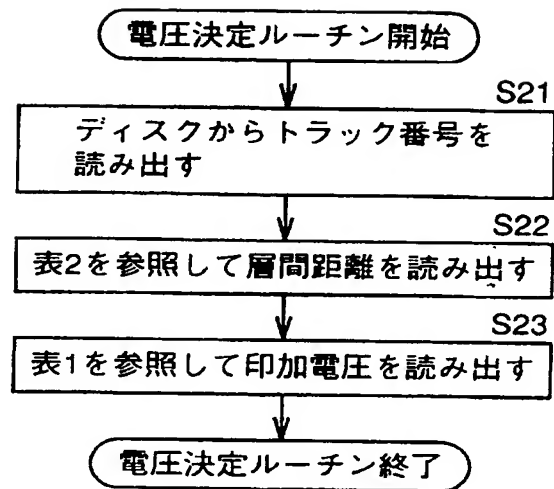 電圧決定ルーチン開始
S21
ディスクからトラック番号を
読み出す
S22
表2を参照して層間距離を読み出す
S23
表1を参照して印加電圧を読み出す
電圧決定ルーチン終了